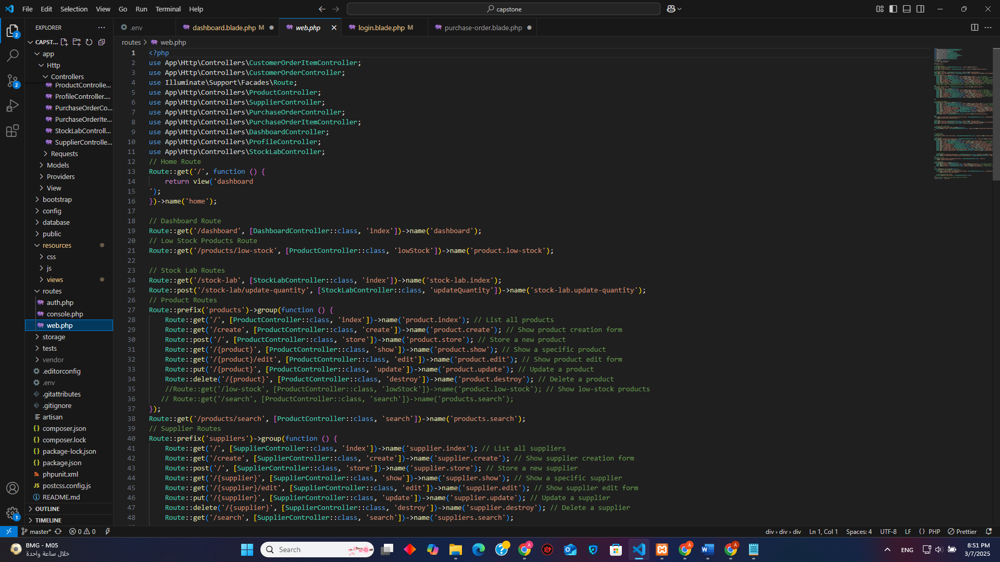 File Edit Selection View Go Run Terminal Help
capstone
EXPLORER
.env
dashboard.blade.php M
web.php
login.blade.php M
purchase-order.blade.php
CAPST...
routes > web.php
app
Http
Controllers
ProductControlle...
ProfileController....
PurchaseOrderCo...
PurchaseOrderIte...
StockLabControll...
SupplierControlle...
Requests
Models
Providers
View
bootstrap
config
database
public
resources
css
js
views
routes
auth.php
console.php
web.php
storage
tests
vendor
.editorconfig
.env
.gitattributes
.gitignore
artisan
composer.json
composer.lock
package-lock.json
package.json
phpunit.xml
postcss.config.js
README.md
OUTLINE
TIMELINE
1 <?php
2 use App\Http\Controllers\CustomerOrderItemController;
3 use App\Http\Controllers\CustomerOrderController;
4 use Illuminate\Support\Facades\Route;
5 use App\Http\Controllers\ProductController;
6 use App\Http\Controllers\SupplierController;
7 use App\Http\Controllers\PurchaseOrderController;
8 use App\Http\Controllers\PurchaseOrderItemController;
9 use App\Http\Controllers\DashboardController;
10 use App\Http\Controllers\ProfileController;
11 use App\Http\Controllers\StockLabController;
12 // Home Route
13 Route::get('/', function () {
14     return view('dashboard
15 ');
16 })->name('home');
17
18 // Dashboard Route
19 Route::get('/dashboard', [DashboardController::class, 'index'])->name('dashboard');
20 // Low Stock Products Route
21 Route::get('/products/low-stock', [ProductController::class, 'lowStock'])->name('product.low-stock');
22
23 // Stock Lab Routes
24 Route::get('/stock-lab', [StockLabController::class, 'index'])->name('stock-lab.index');
25 Route::post('/stock-lab/update-quantity', [StockLabController::class, 'updateQuantity'])->name('stock-lab.update-quantity');
26 // Product Routes
27 Route::prefix('products')->group(function () {
28     Route::get('/', [ProductController::class, 'index'])->name('product.index'); // List all products
29     Route::get('/create', [ProductController::class, 'create'])->name('product.create'); // Show product creation form
30     Route::post('/', [ProductController::class, 'store'])->name('product.store'); // Store a new product
31     Route::get('/{product}', [ProductController::class, 'show'])->name('product.show'); // Show a specific product
32     Route::get('/{product}/edit', [ProductController::class, 'edit'])->name('product.edit'); // Show product edit form
33     Route::put('/{product}', [ProductController::class, 'update'])->name('product.update'); // Update a product
34     Route::delete('/{product}', [ProductController::class, 'destroy'])->name('product.destroy'); // Delete a product
35     //Route::get('/low-stock', [ProductController::class, 'lowStock'])->name('product.low-stock'); // Show low-stock products
36    // Route::get('/search', [ProductController::class, 'search'])->name('products.search');
37 });
38 Route::get('/products/search', [ProductController::class, 'search'])->name('products.search');
39 // Supplier Routes
40 Route::prefix('suppliers')->group(function () {
41     Route::get('/', [SupplierController::class, 'index'])->name('supplier.index'); // List all suppliers
42     Route::get('/create', [SupplierController::class, 'create'])->name('supplier.create'); // Show supplier creation form
43     Route::post('/', [SupplierController::class, 'store'])->name('supplier.store'); // Store a new supplier
44     Route::get('/{supplier}', [SupplierController::class, 'show'])->name('supplier.show'); // Show a specific supplier
45     Route::get('/{supplier}/edit', [SupplierController::class, 'edit'])->name('supplier.edit'); // Show supplier edit form
46     Route::put('/{supplier}', [SupplierController::class, 'update'])->name('supplier.update'); // Update a supplier
47     Route::delete('/{supplier}', [SupplierController::class, 'destroy'])->name('supplier.destroy'); // Delete a supplier
48     Route::get('/search', [SupplierController::class, 'search'])->name('suppliers.search');
master* 0 0 div > div > div Ln 1, Col 1 Spaces: 4 UTF-8 LF {} PHP Prettier
BMG - M05
خلال ساعة واحدة
Search
ENG
8:51 PM
3/7/2025